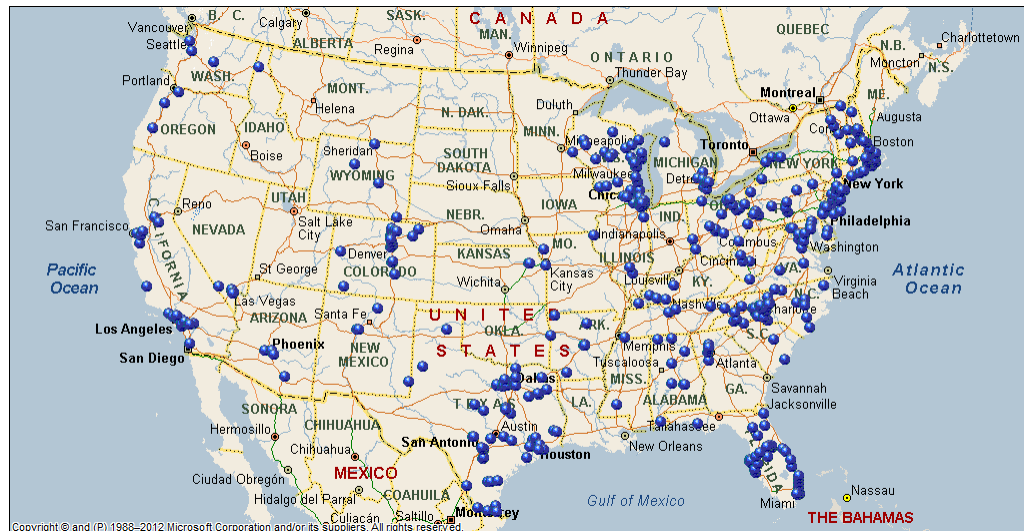 CANADA
B. C.
Calgary
SASK.
MAN.
QUEBEC
Vancouver
Seattle
ALBERTA
Regina
Winnipeg
ONTARIO
N.B.
Charlottetown
Moncton
N.S.
Thunder Bay
WASH.
MONT.
Portland
Helena
N. DAK.
Duluth
Montreal
ME.
Ottawa
Augusta
MINN.
OREGON
IDAHO
Boise
Minneapolis
Toronto
Boston
Sheridan
SOUTH
DAKOTA
MICHIGAN
NEW YORK
WYOMING
Milwaukee
Sioux Falls
New York
UTAH
Reno
IOWA
NEBR.
Salt Lake
City
NEVADA
Omaha
IND.
Philadelphia
San Francisco
Indianapolis
Columbus
Washington
CALIFORNIA
Denver
KANSAS
MO.
ILLINOIS
Pacific
Ocean
St George
COLORADO
Kansas
City
Louisville
KY.
VA.
Virginia
Beach
Atlantic
Ocean
Wichita
Las Vegas
N.C.
Nashville
ARIZONA
Santa Fe
UNITED
Los Angeles
OKLA.
ARK.
S.C.
San Diego
Phoenix
NEW
MEXICO
STATES
Memphis
Tuscaloosa
Atlanta
MISS.
Dallas
GA.
Savannah
SONORA
TEXAS
LA.
ALABAMA
Jacksonville
Hermosillo
CHIHUAHUA
Austin
Tallahassee
San Antonio
New Orleans
Chihuahua
Houston
MEXICO
Ciudad Obregón
FLORIDA
Hidalgo del Parral
COAHUILA
Gulf of Mexico
Nassau
Miami
Culiacán
Saltillo
Monterrey
THE BAHAMAS
Copyright © and (P) 1988–2012 Microsoft Corporation and/or its suppliers. All rights reserved.